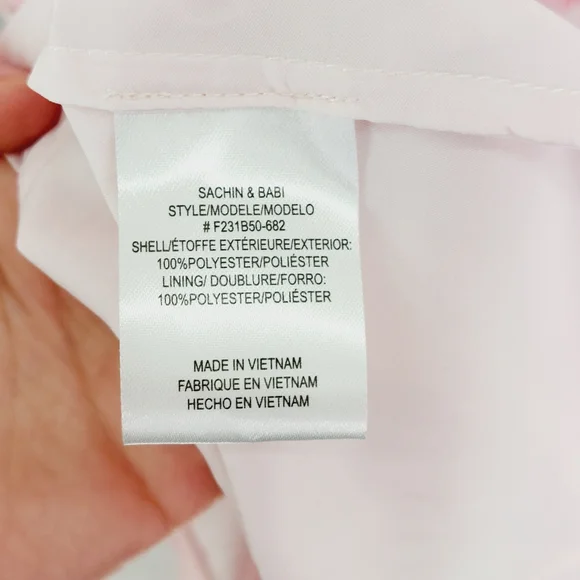 SACHIN & BABI
STYLE/MODELE/MODELO
# F231B50-682
SHELL/ÉTOFFE EXTÉRIEURE/EXTERIOR:
100%POLYESTER/POLIÉSTER
LINING/ DOUBLURE/FORRO:
100%POLYESTER/POLIÉSTER
MADE IN VIETNAM
FABRIQUE EN VIETNAM
HECHO EN VIETNAM